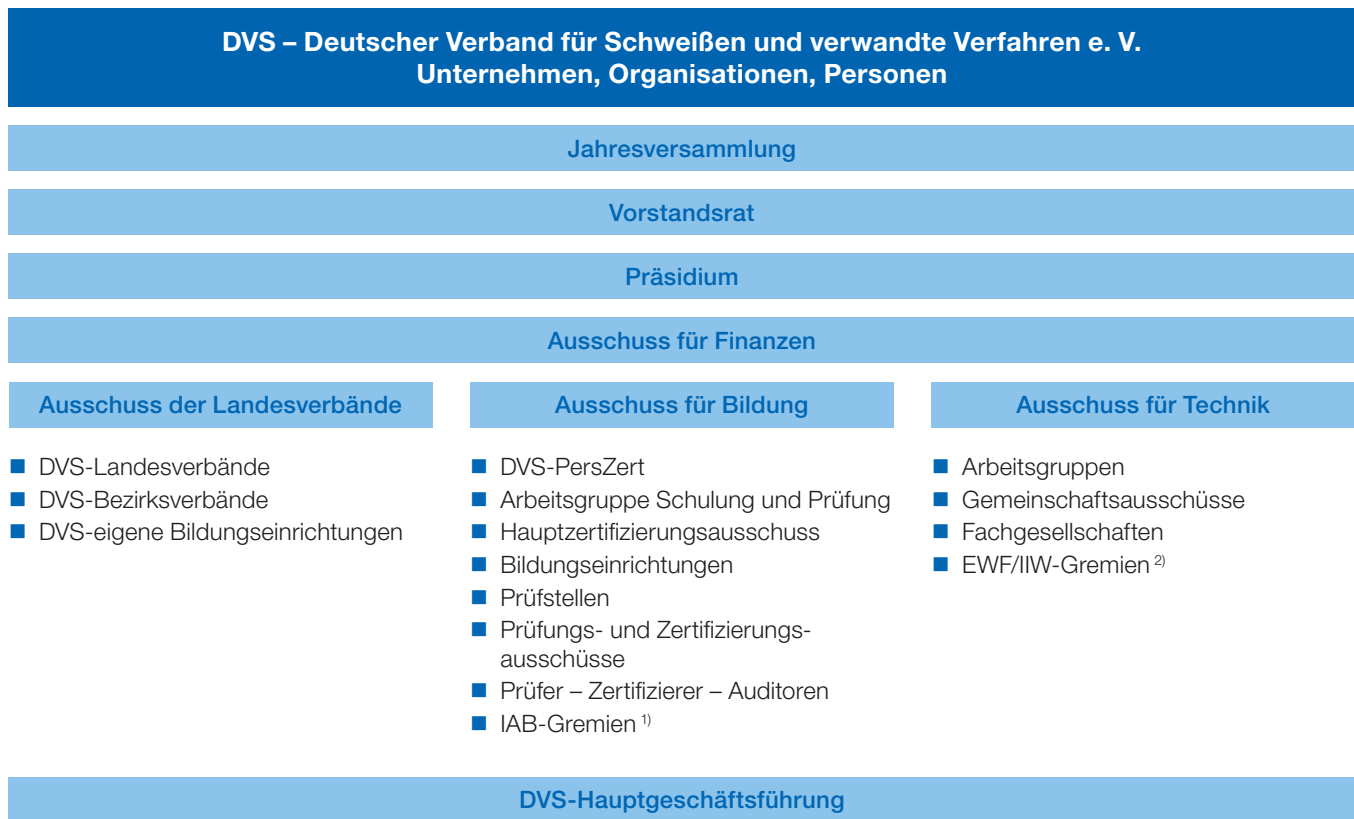 DVS – Deutscher Verband für Schweißen und verwandte Verfahren e. V.
Unternehmen, Organisationen, Personen
Jahresversammlung
Vorstandsrat
Präsidium
Ausschuss für Finanzen
Ausschuss der Landesverbände
■ DVS-Landesverbände
■ DVS-Bezirksverbände
■ DVS-eigene Bildungseinrichtungen
Ausschuss für Bildung
■ DVS-PersZert
■ Arbeitsgruppe Schulung und Prüfung
■ Hauptzertifizierungsausschuss
■ Bildungseinrichtungen
■ Prüfstellen
■ Prüfungs- und Zertifizierungs-
ausschüsse
■ Prüfer – Zertifizierer – Auditoren
■ IAB-Gremien 1)
Ausschuss für Technik
■ Arbeitsgruppen
■ Gemeinschaftsausschüsse
■ Fachgesellschaften
■ EWF/IIW-Gremien 2)
DVS-Hauptgeschäftsführung